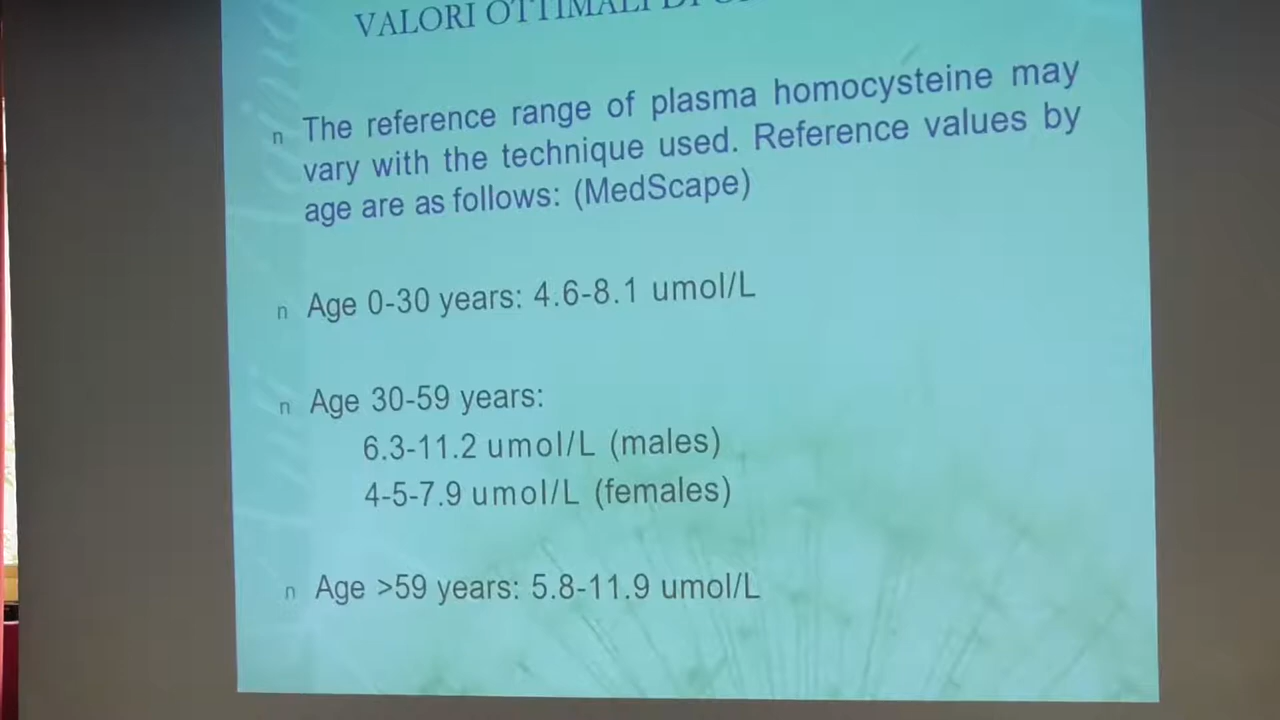 VALORI OTTIMALI DI
n The reference range of plasma homocysteine may
vary with the technique used. Reference values by
age are as follows: (MedScape)
n Age 0-30 years: 4.6-8.1 umol/L
n Age 30-59 years:
6.3-11.2 umol/L (males)
4-5-7.9 umol/L (females)
n Age >59 years: 5.8-11.9 umol/L